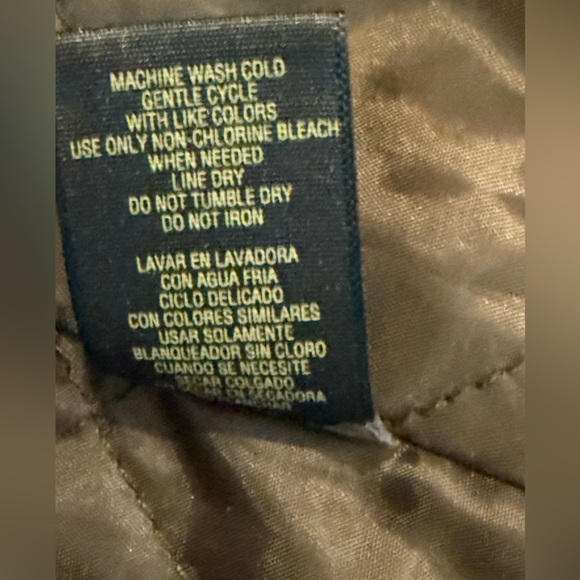 MACHINE WASH COLD
GENTLE CYCLE
WITH LIKE COLORS
USE ONLY NON-CHLORINE BLEACH
WHEN NEEDED
LINE DRY
DO NOT TUMBLE DRY
DO NOT IRON
LAVAR EN LAVADORA
CON AGUA FRIA
CICLO DELICADO
CON COLORES SIMILARES
USAR SOLAMENTE
BLANQUEADOR SIN CLORO
CUANDO SE NECESITE
SECAR COLGADO
EN SECADORA